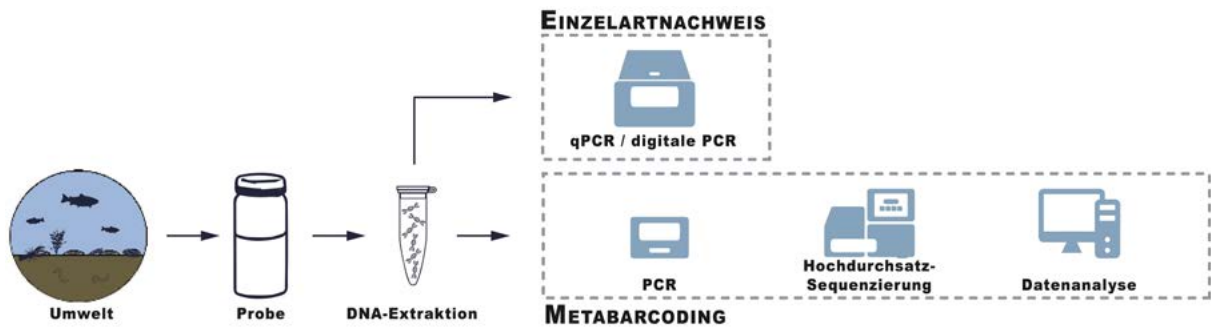 EINZELARTNACHWEIS
qPCR / digitale PCR
Umwelt
Probe
DNA-Extraktion
PCR
Hochdurchsatz-
Sequenzierung
Datenanalyse
METABARCODING